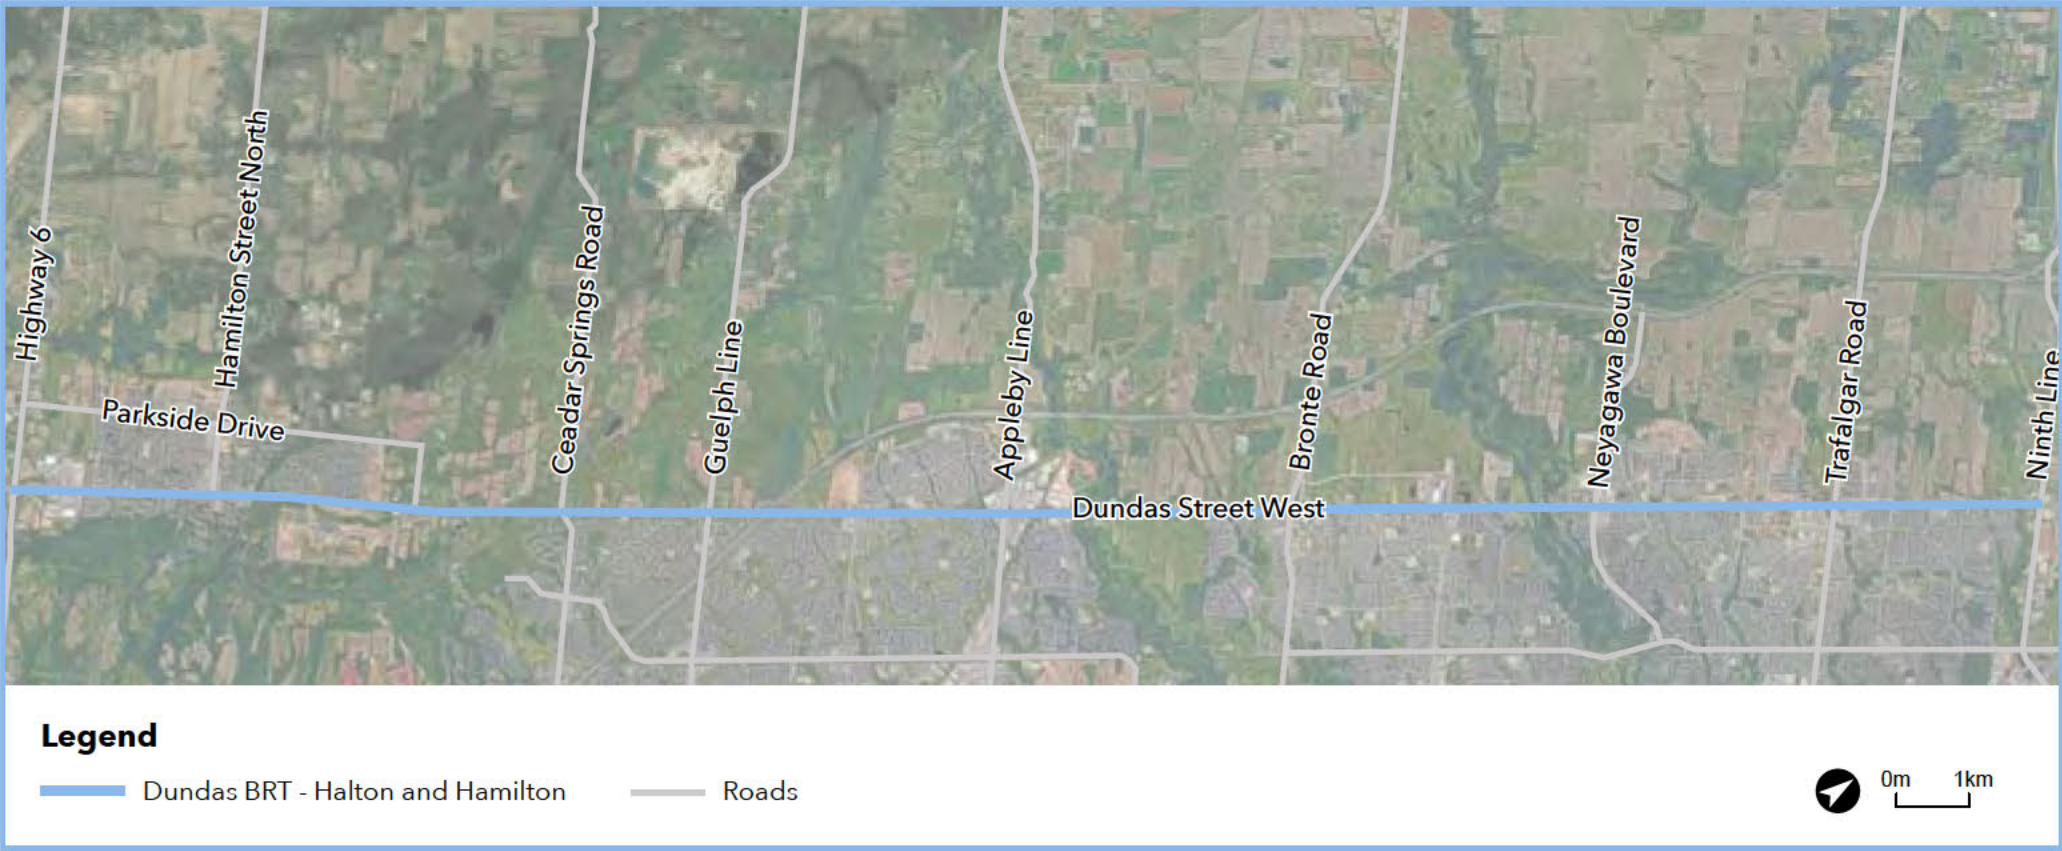 Highway 6
Hamilton Street North
Parkside Drive
Ceadar Springs Road
Guelph Line
Appleby Line
Bronte Road
Neyagawa Boulevard
Trafalgar Road
Ninth Line
Dundas Street West
Legend
Dundas BRT - Halton and Hamilton
Roads
0m 1km